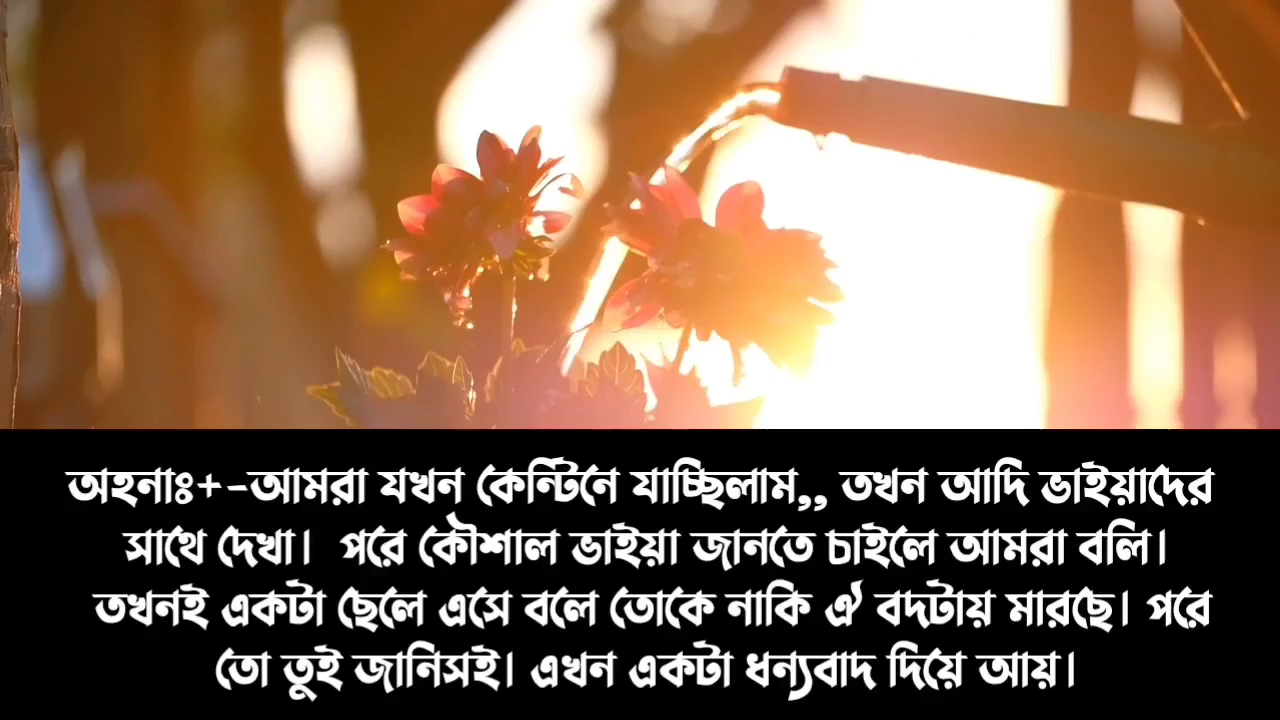 অহনাঃ+-আমরা যখন কেন্টিনে যাচ্ছিলাম,, তখন আদি ভাইয়াদের
সাথে দেখা। পরে কৌশাল ভাইয়া জানতে চাইলে আমরা বলি।
তখনই একটা ছেলে এসে বলে তোকে নাকি ঐ বদটায় মারছে। পরে
তো তুই জানিসই। এখন একটা ধন্যবাদ দিয়ে আয়।